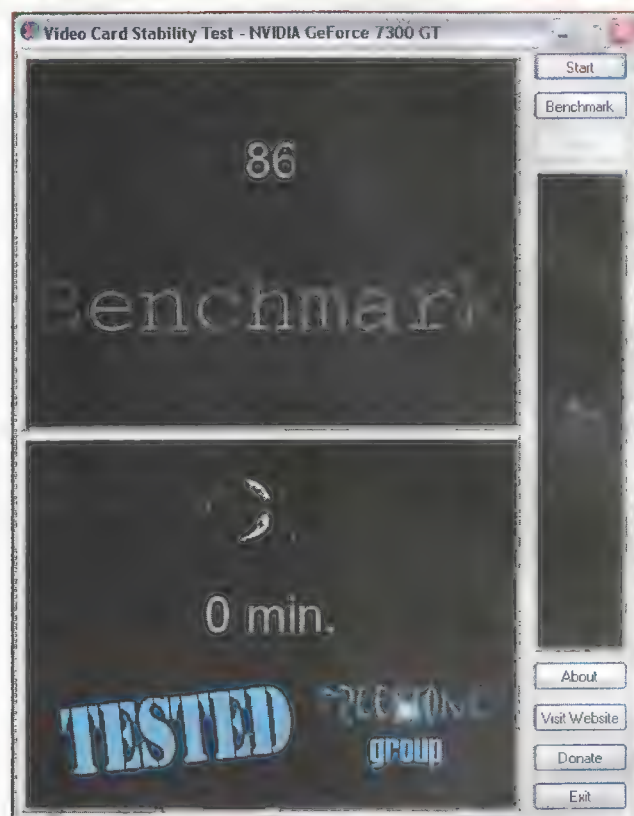 Video Card Stability Test - NVIDIA GeForce 7300 GT
Start
Benchmark
86
Benchmark
0 min.
TESTED
group
About
Visit Website
Donate
Exit